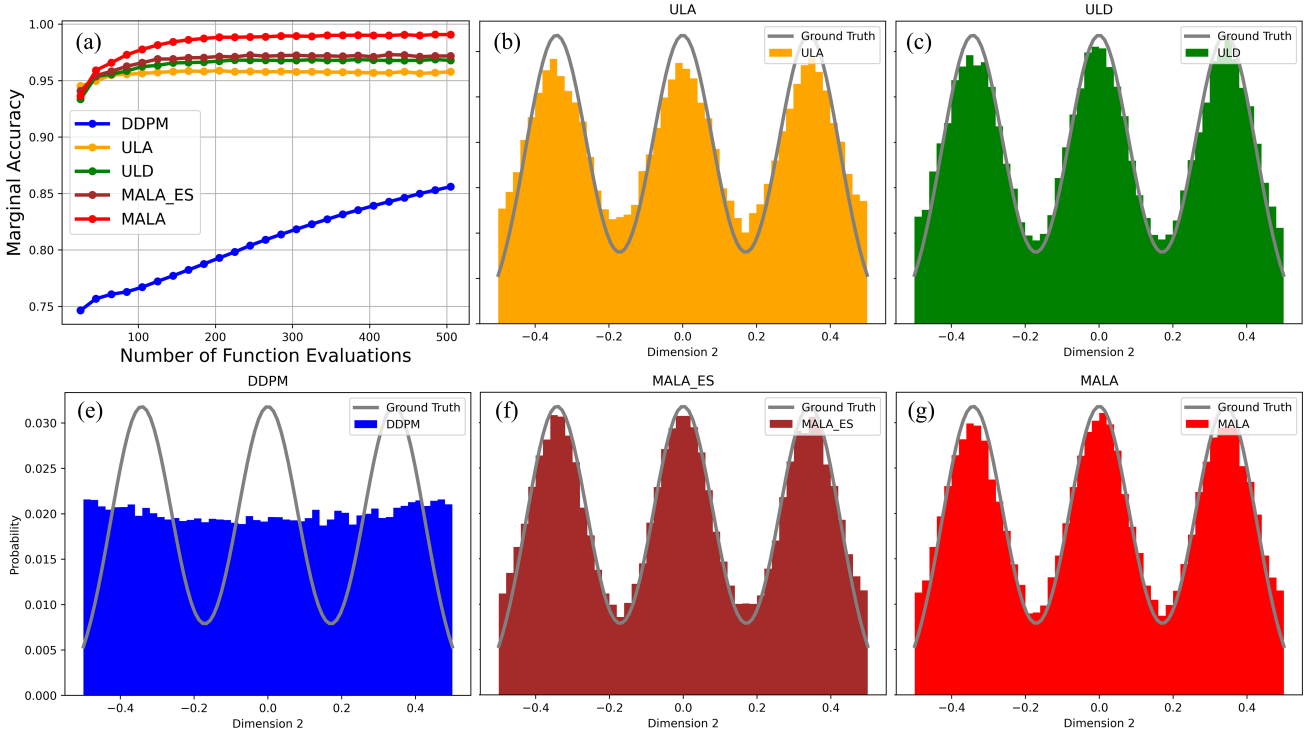 (a)
1.00
0.95
0.90
0.85
0.80
0.75
Marginal Accuracy
DDPM
ULA
ULD
MALA_ES
MALA
100
200
300
400
500
Number of Function Evaluations
ULA
(b)
Ground Truth
ULA
−0.4
−0.2
0.0
0.2
0.4
Dimension 2
ULD
(c)
Ground Truth
ULD
−0.4
−0.2
0.0
0.2
0.4
Dimension 2
DDPM
(e)
Ground Truth
DDPM
0.030
0.025
0.020
0.015
0.010
0.005
0.000
Probability
−0.4
−0.2
0.0
0.2
0.4
Dimension 2
MALA_ES
(f)
Ground Truth
MALA_ES
−0.4
−0.2
0.0
0.2
0.4
Dimension 2
MALA
(g)
Ground Truth
MALA
−0.4
−0.2
0.0
0.2
0.4
Dimension 2